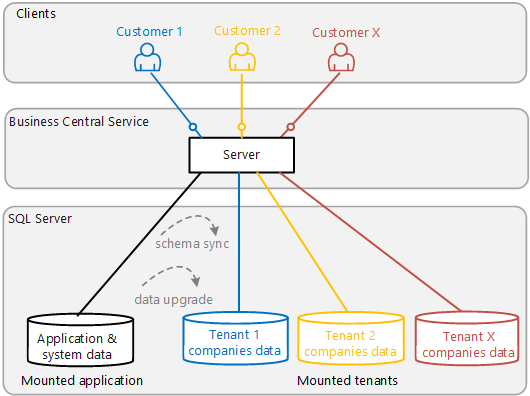 Clients
Customer 1
Customer 2
Customer X
Business Central Service
Server
SQL Server
schema sync
data upgrade
Application &
system data
Tenant 1
companies data
Tenant 2
companies data
Tenant X
companies data
Mounted application
Mounted tenants